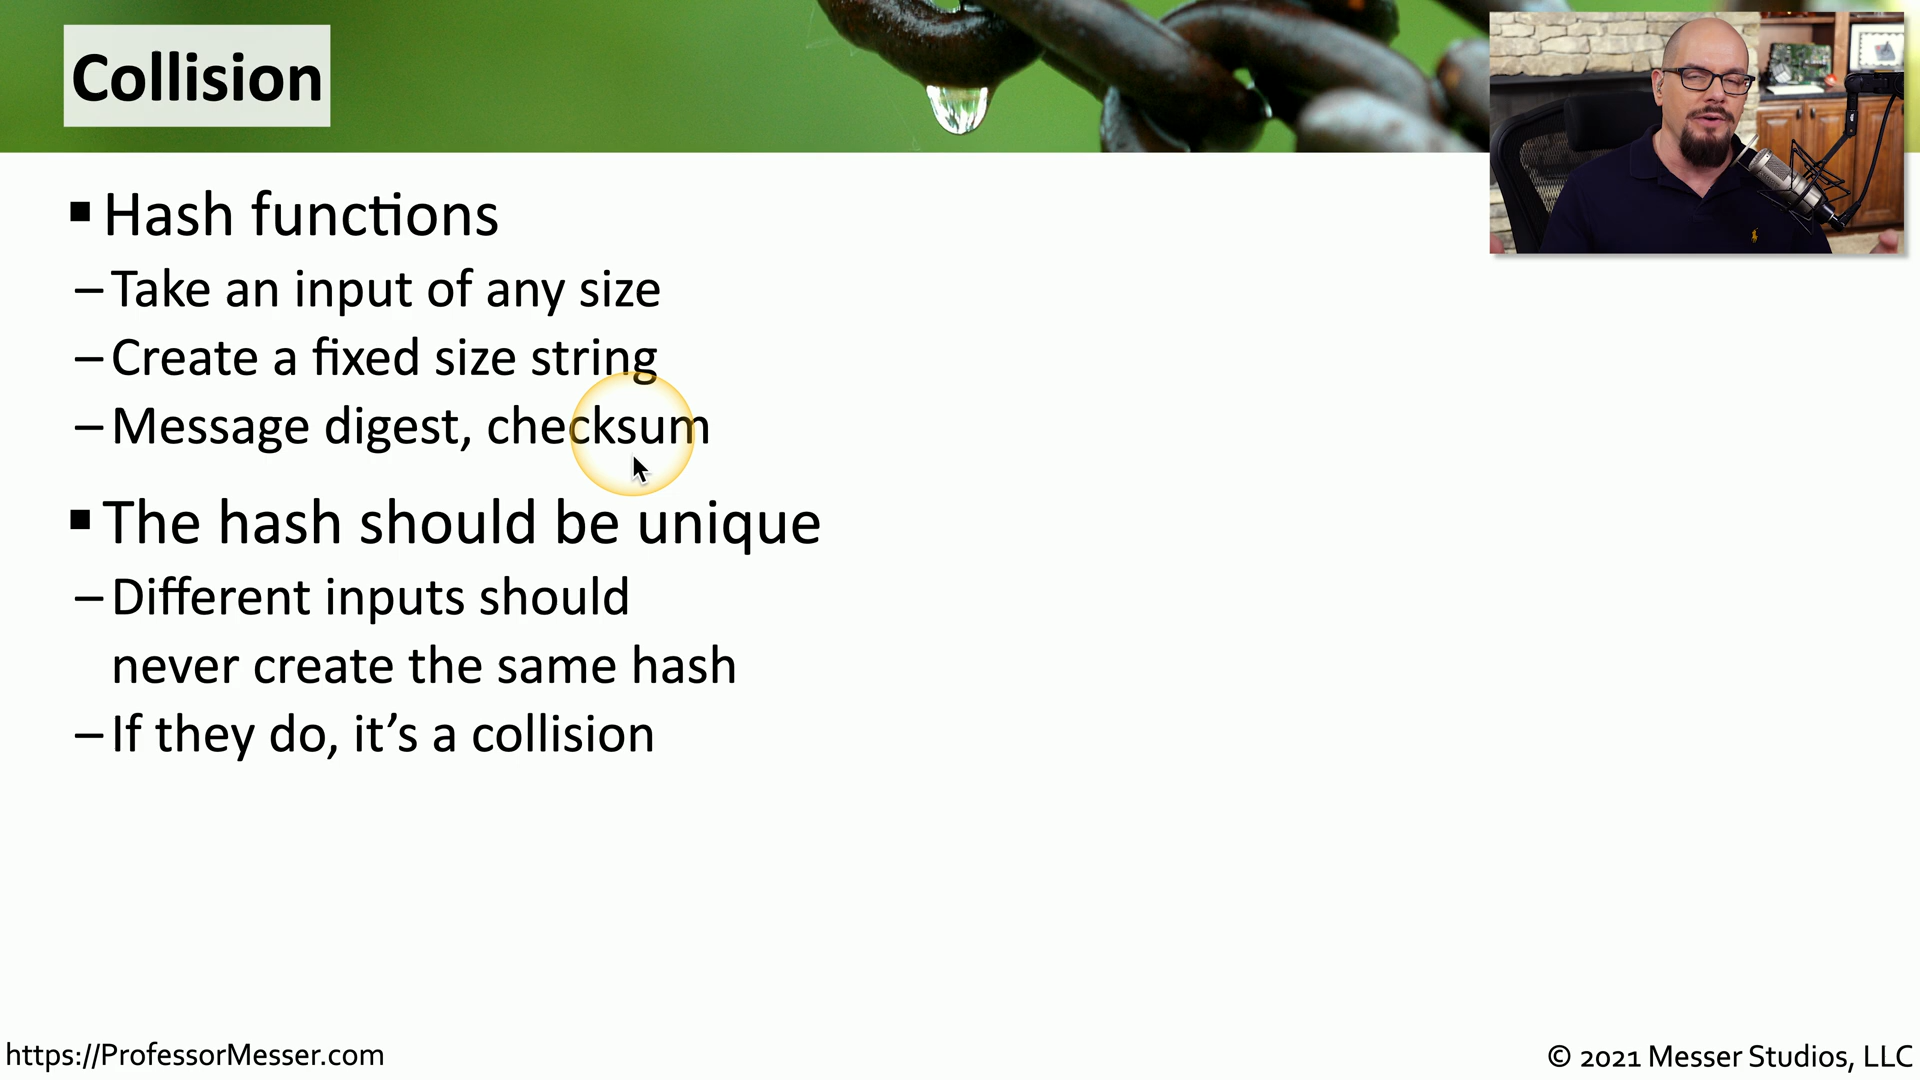 Collision
▪ Hash functions
– Take an input of any size
– Create a fixed size string
– Message digest, checksum
▪ The hash should be unique
– Different inputs should
never create the same hash
– If they do, it’s a collision
https://ProfessorMesser.com
© 2021 Messer Studios, LLC